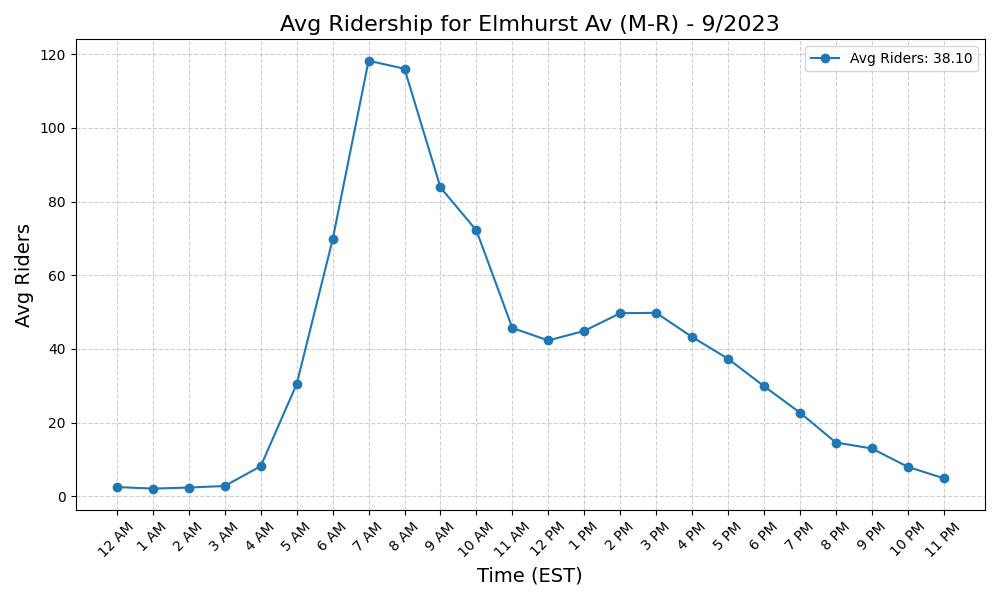 Avg Ridership for Elmhurst Av (M-R) - 9/2023
Avg Riders: 38.10
Avg Riders
120
100
80
60
40
20
0
12 AM
1 AM
2 AM
3 AM
4 AM
5 AM
6 AM
7 AM
8 AM
9 AM
10 AM
11 AM
12 PM
1 PM
2 PM
3 PM
4 PM
5 PM
6 PM
7 PM
8 PM
9 PM
10 PM
11 PM
Time (EST)